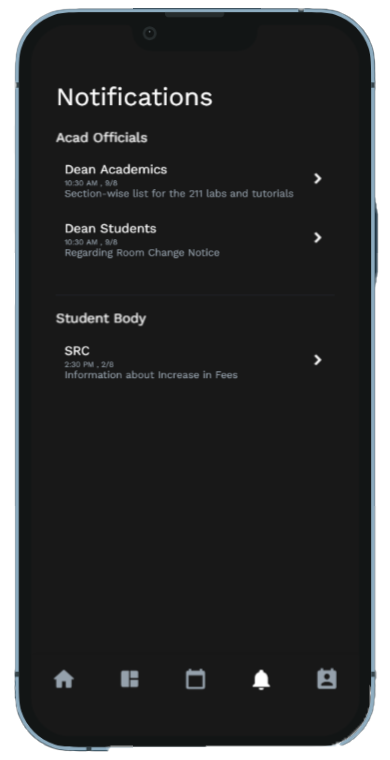 Notifications
Acad Officials
Dean Academics
10:30 AM , 9/8
Section-wise list for the 211 labs and tutorials
Dean Students
10:30 AM , 9/8
Regarding Room Change Notice
Student Body
SRC
2:30 PM , 2/8
Information about Increase in Fees